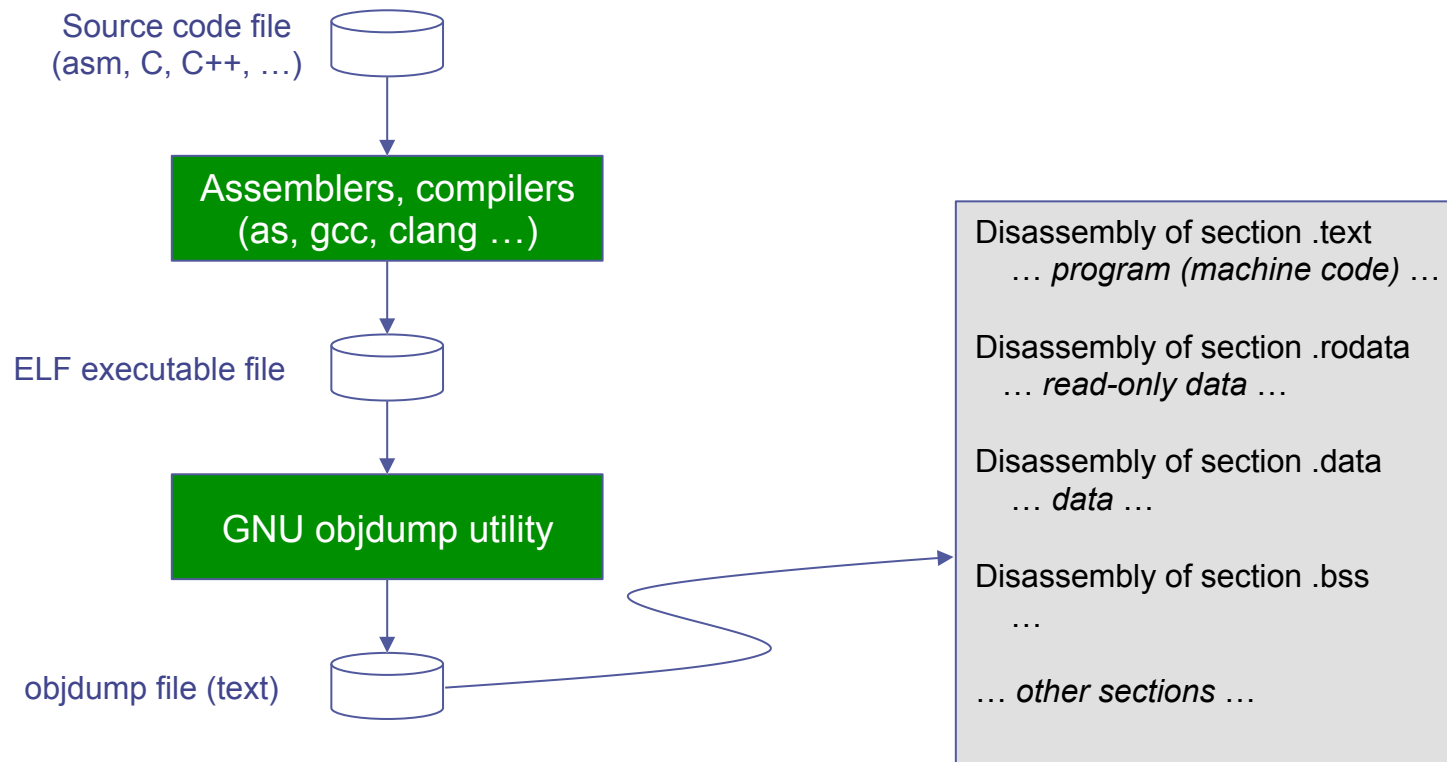 Source code file
(asm, C, C++, …)
Assemblers, compilers
(as, gcc, clang …)
ELF executable file
GNU objdump utility
objdump file (text)
Disassembly of section .text
… program (machine code) …
Disassembly of section .rodata
… read-only data …
Disassembly of section .data
… data …
Disassembly of section .bss
…
… other sections …